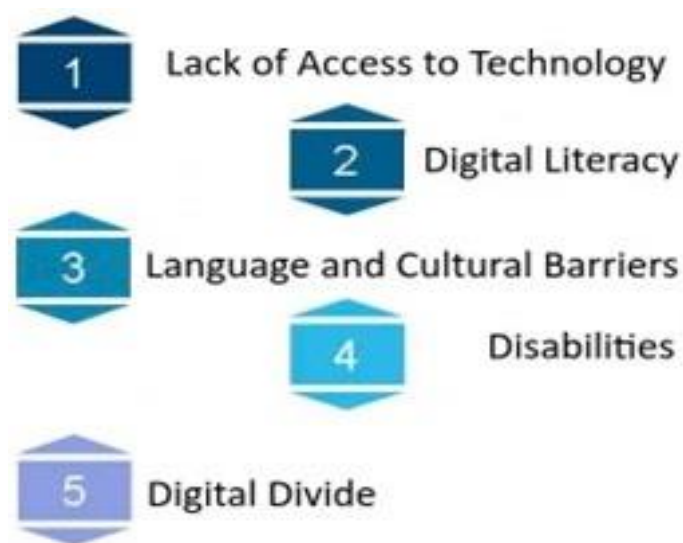 1 Lack of Access to Technology
2 Digital Literacy
3 Language and Cultural Barriers
4 Disabilities
5 Digital Divide